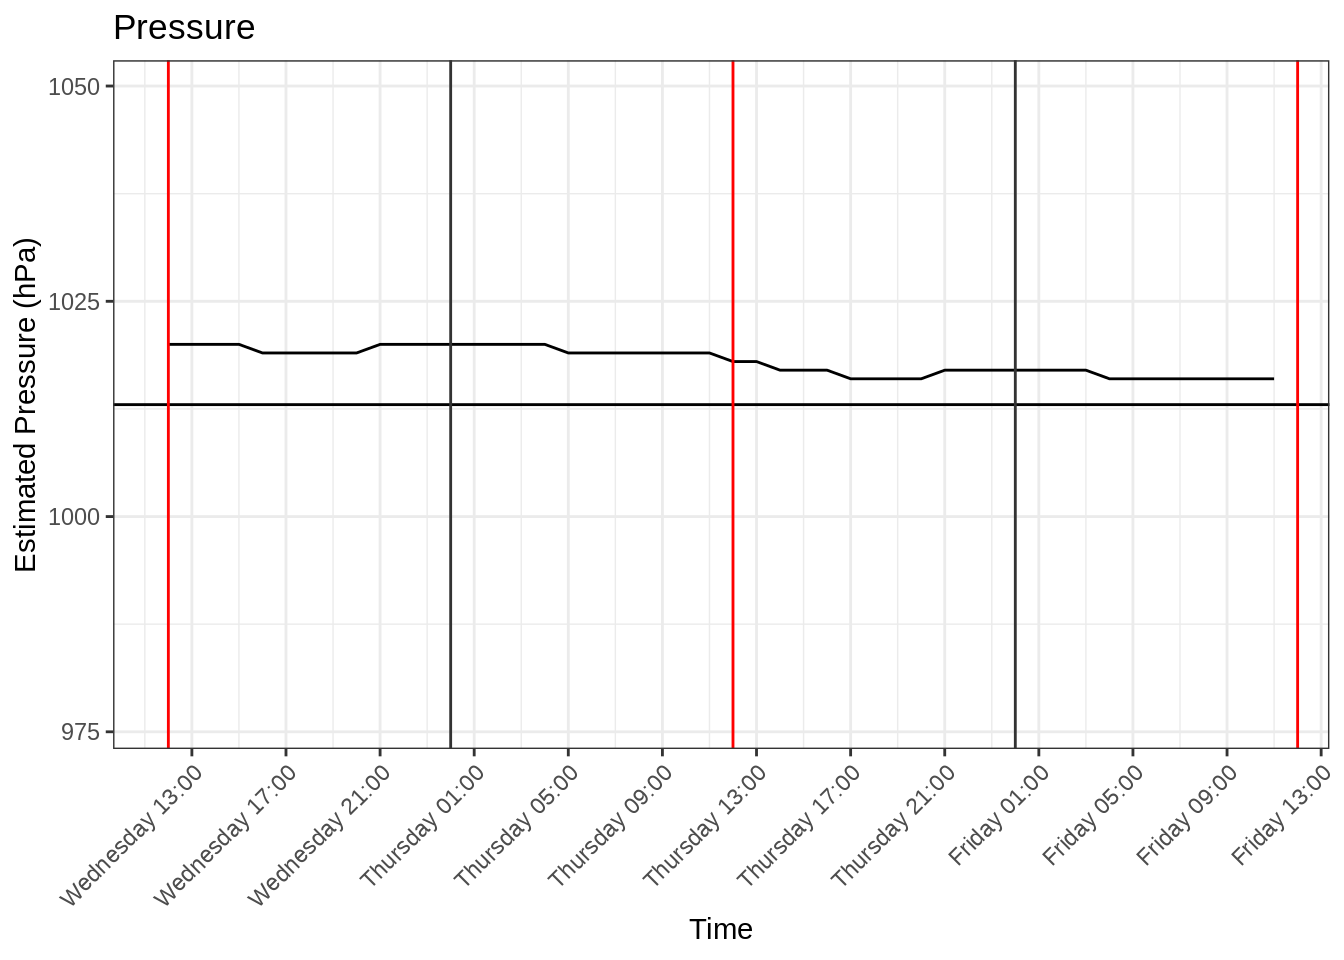 Pressure
Estimated Pressure (hPa)
1050
1025
1000
975
Wednesday 13:00
Wednesday 17:00
Wednesday 21:00
Thursday 01:00
Thursday 05:00
Thursday 09:00
Thursday 13:00
Thursday 17:00
Thursday 21:00
Friday 01:00
Friday 05:00
Friday 09:00
Friday 13:00
Time